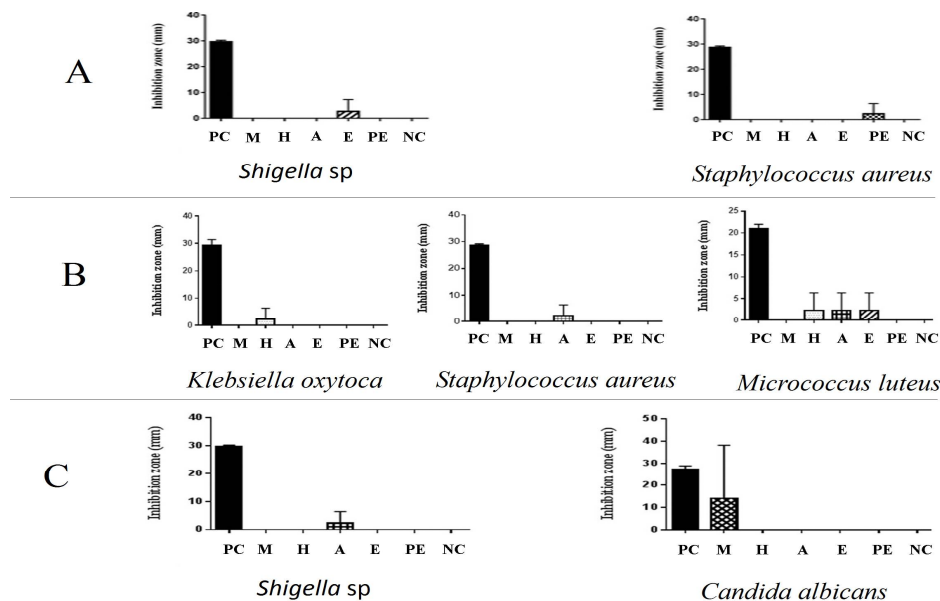 A
Inhibition zone (mm)
40
30
20
10
0
PC M H A E PE NC
Shigella sp
Inhibition zone (mm)
40
30
20
10
0
PC M H A E PE NC
Staphylococcus aureus
B
Inhibition zone (mm)
40
30
20
10
0
PC M H A E PE NC
Klebsiella oxytoca
Inhibition zone (mm)
40
30
20
10
0
PC M H A E PE NC
Staphylococcus aureus
Inhibition zone (mm)
25
20
15
10
5
0
PC M H A E PE NC
Micrococcus luteus
C
Inhibition zone (mm)
40
30
20
10
0
PC M H A E PE NC
Shigella sp
Inhibition zone (mm)
50
40
30
20
10
0
PC M H A E PE NC
Candida albicans